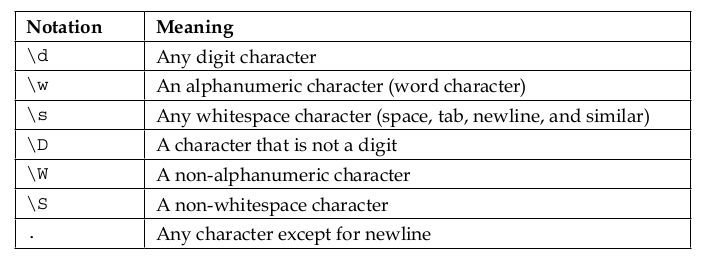 Notation Meaning
\d Any digit character
\w An alphanumeric character (word character)
\s Any whitespace character (space, tab, newline, and similar)
\D A character that is not a digit
\W A non-alphanumeric character
\S A non-whitespace character
. Any character except for newline